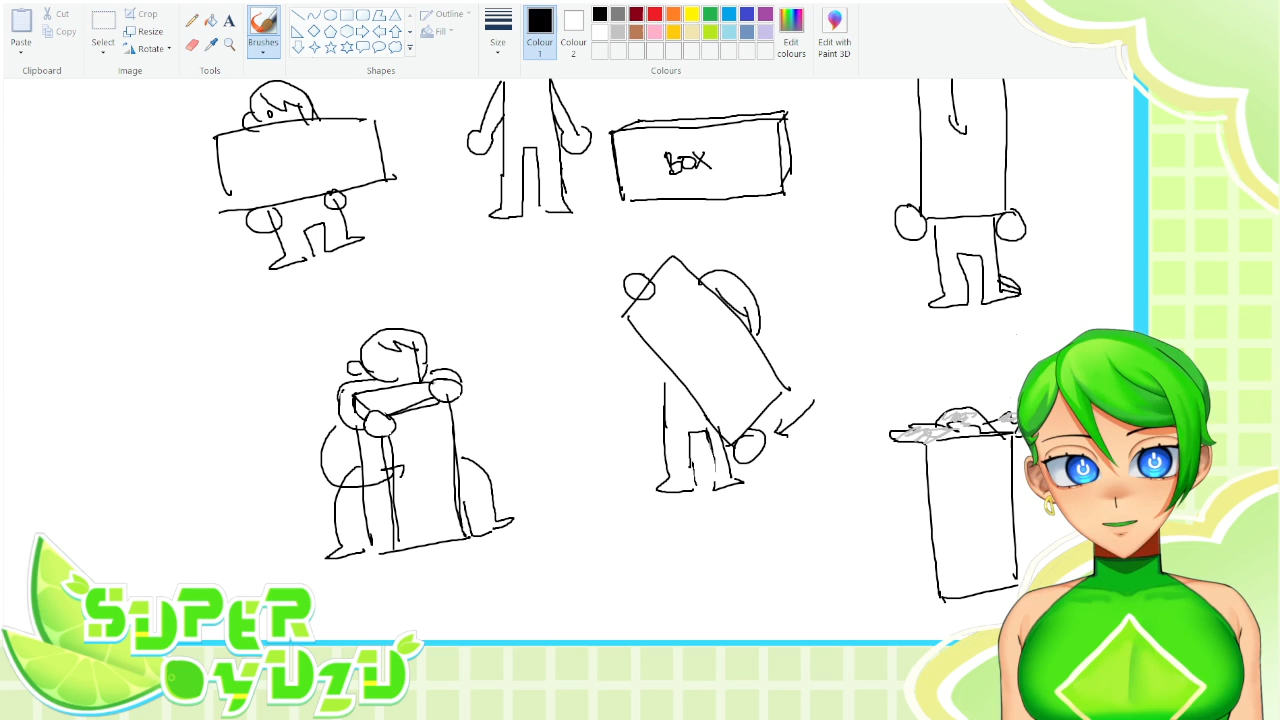 Paste
Cut
Select
Crop
Resize
Rotate
A
Brushes
Outline
Fill
Size
Colour
1
Colour
2
Edit
colours
Edit with
Paint 3D
Clipboard
Image
Tools
Shapes
Colours
BOX
SUPER
OYUZU